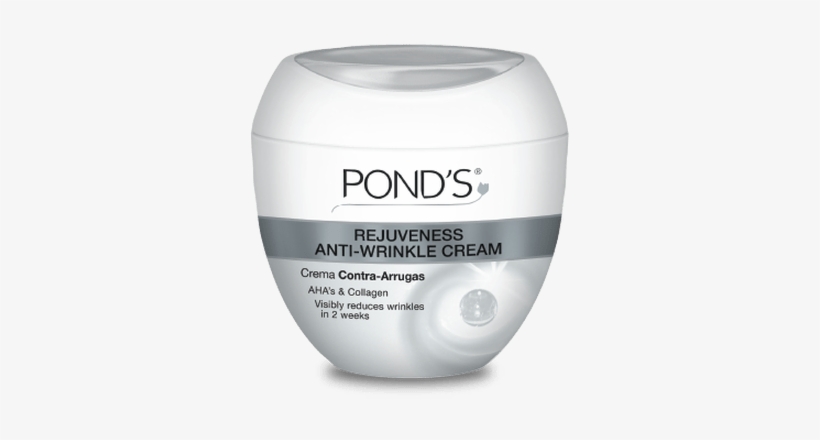 POND'S®
REJUVENESS
ANTI-WRINKLE CREAM
Crema Contra-Arrugas
AHA's & Collagen
Visibly reduces wrinkles
in 2 weeks